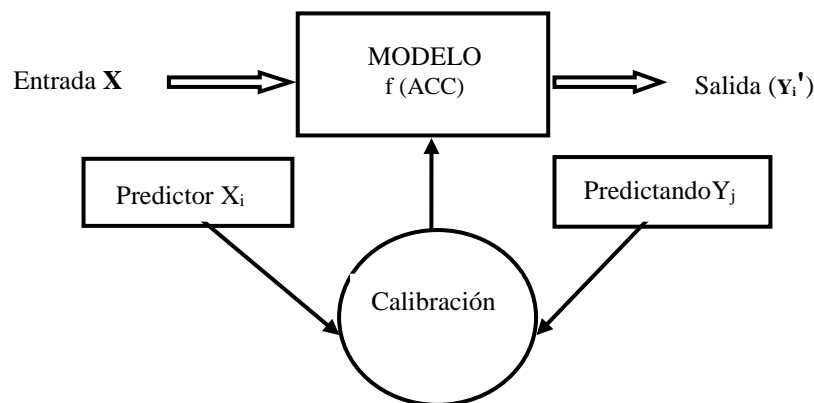 MODELO
f (ACC)
Entrada X
Salida (Yᵢ')
Predictor Xᵢ
PredictandoYⱼ
Calibración